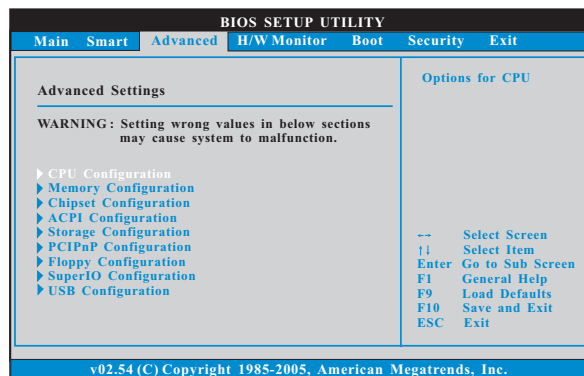 BIOS SETUP UTILITY
Main Smart Advanced H/W Monitor Boot Security Exit
Advanced Settings
WARNING : Setting wrong values in below sections
may cause system to malfunction.
CPU Configuration
Memory Configuration
Chipset Configuration
ACPI Configuration
Storage Configuration
PCIPnP Configuration
Floppy Configuration
SuperIO Configuration
USB Configuration
Options for CPU
←→ Select Screen
↑↓ Select Item
Enter Go to Sub Screen
F1 General Help
F9 Load Defaults
F10 Save and Exit
ESC Exit
v02.54 (C) Copyright 1985-2005, American Megatrends, Inc.